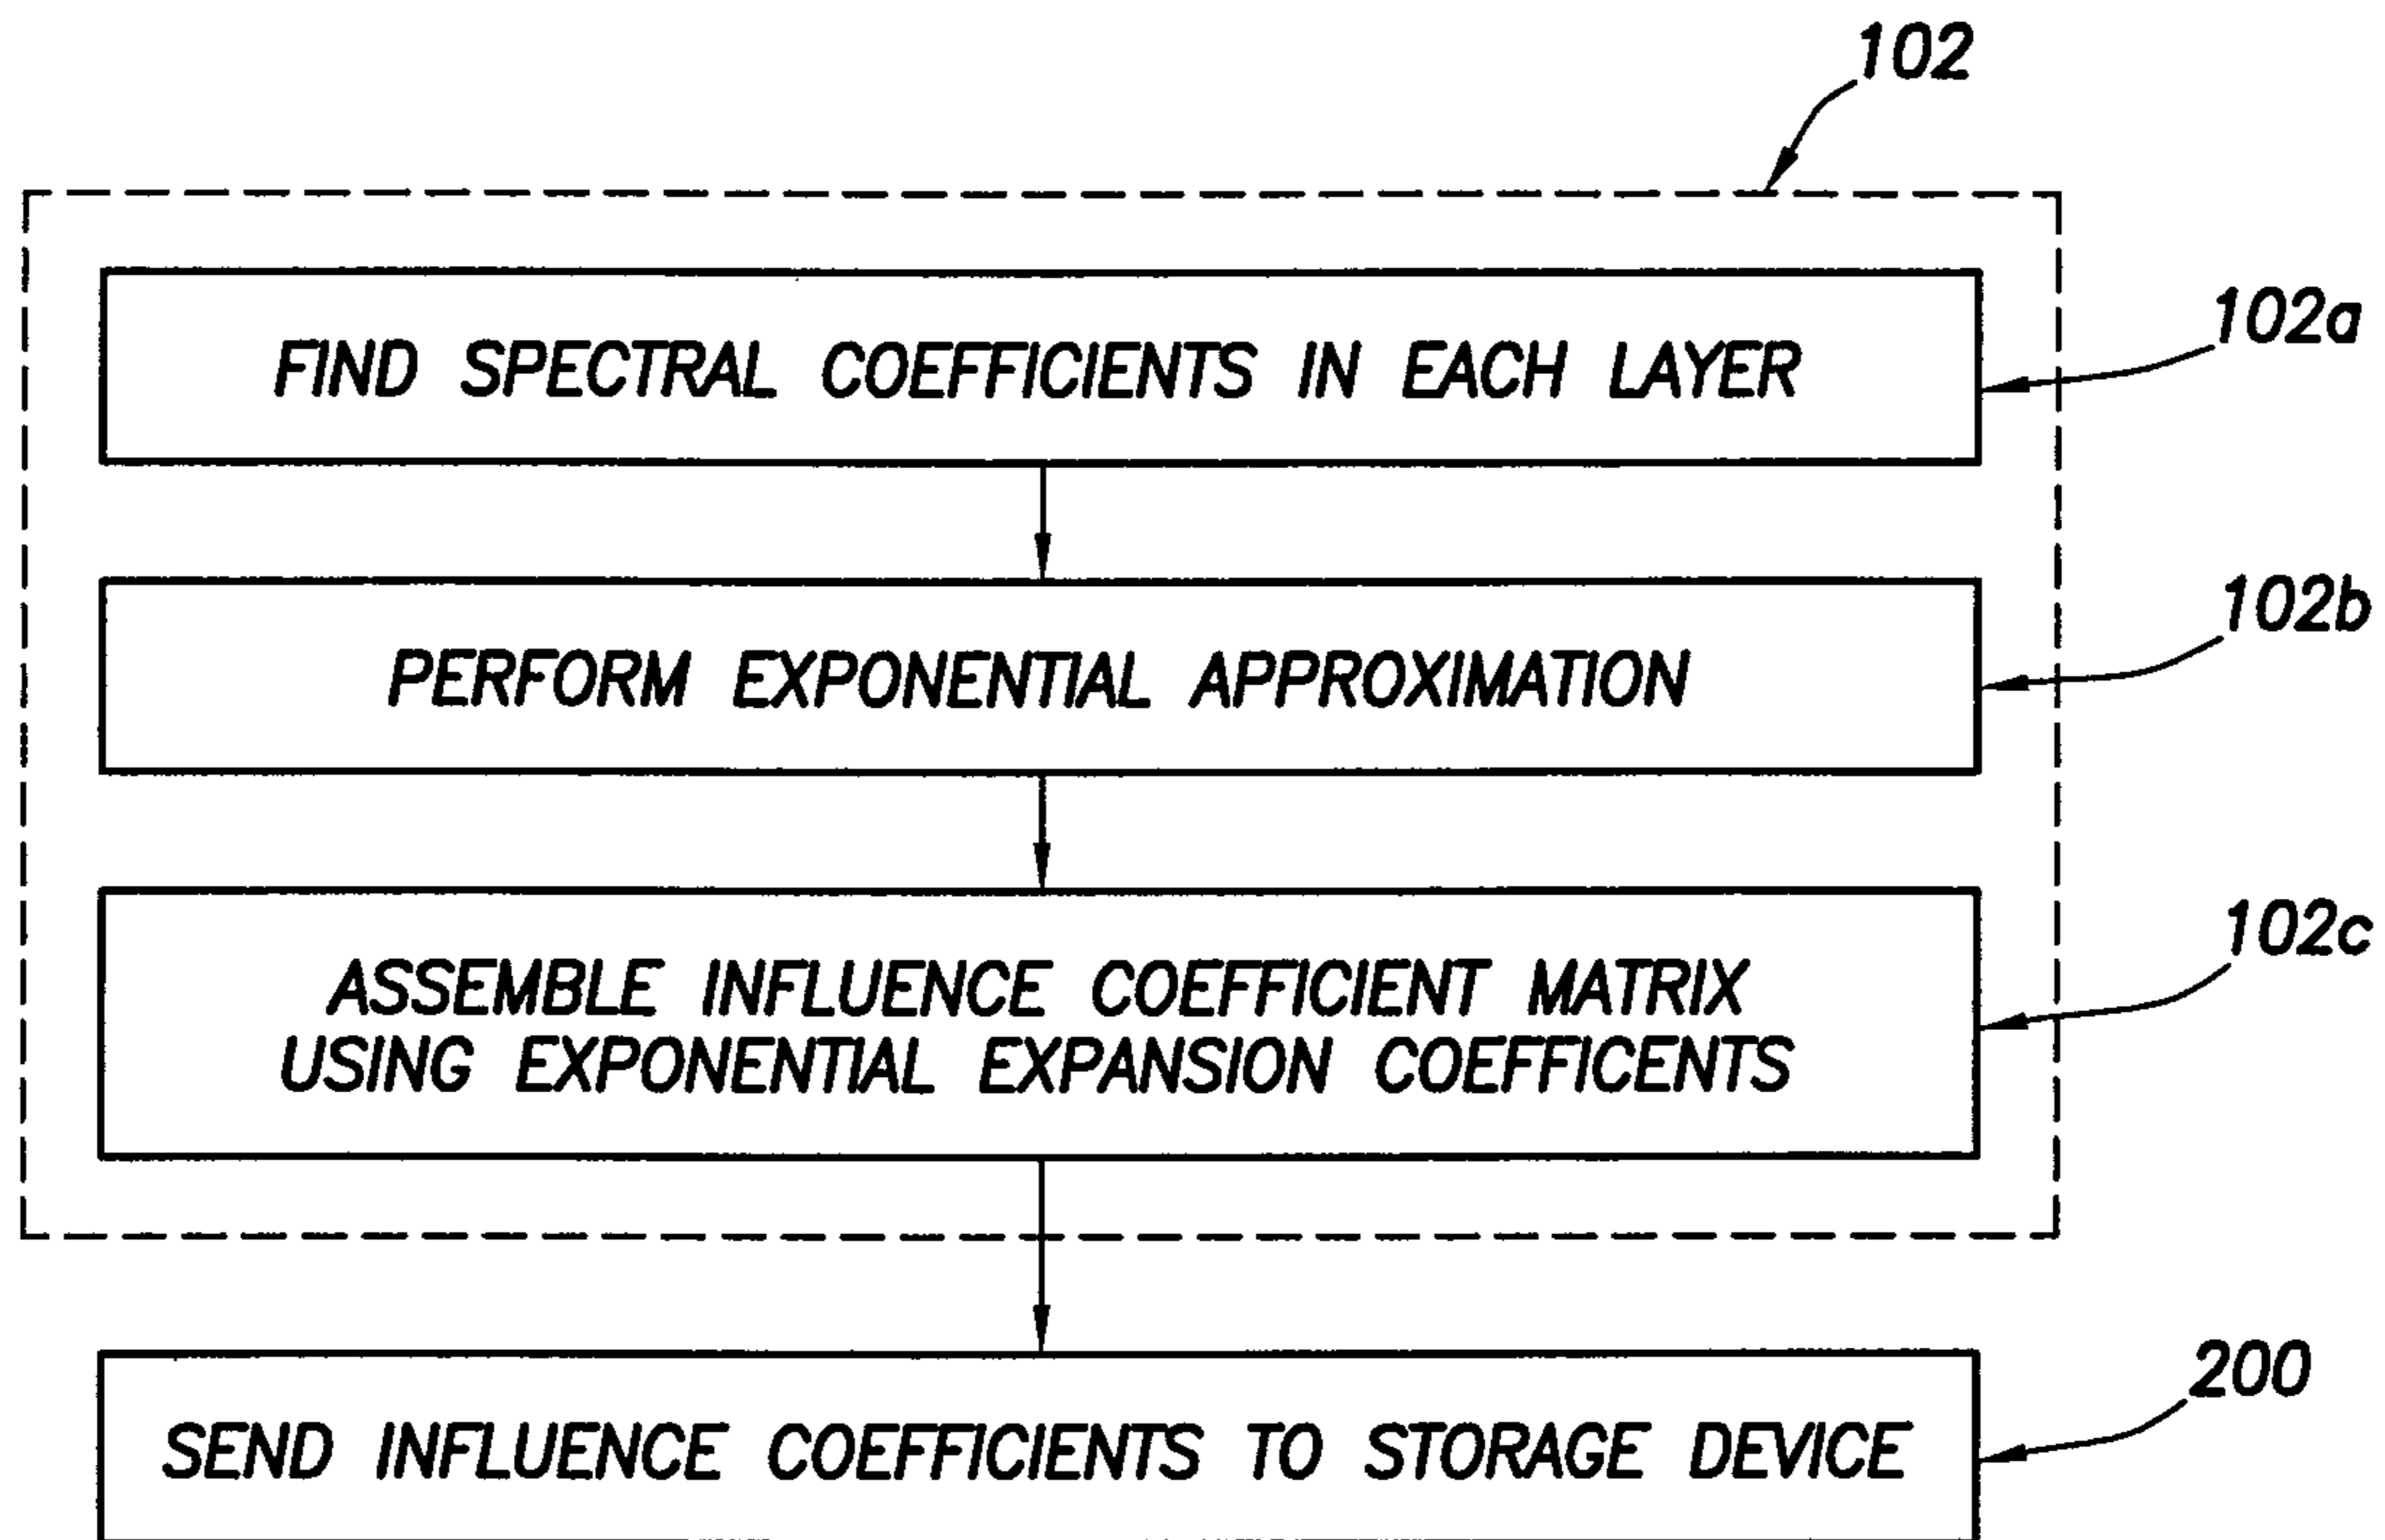 102
FIND SPECTRAL COEFFICIENTS IN EACH LAYER
102a
PERFORM EXPONENTIAL APPROXIMATION
102b
ASSEMBLE INFLUENCE COEFFICIENT MATRIX
USING EXPONENTIAL EXPANSION COEFFICENTS
102c
SEND INFLUENCE COEFFICIENTS TO STORAGE DEVICE
200